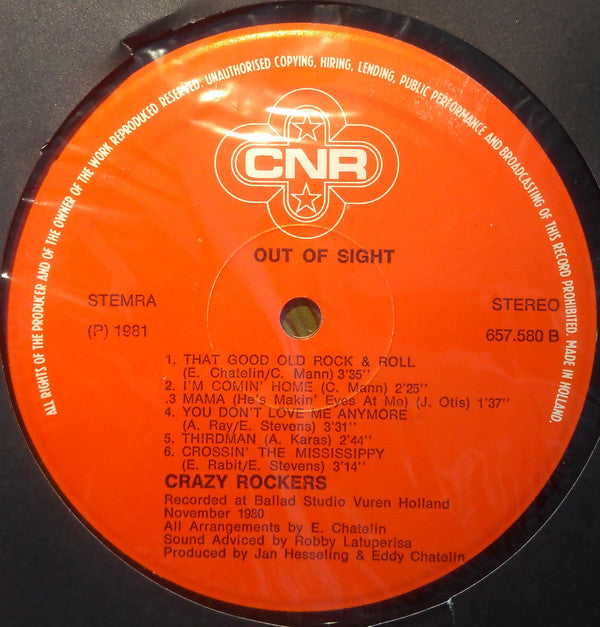 ALL RIGHTS OF THE PRODUCER AND OF THE OWNER OF THE WORK REPRODUCED RESERVED. UNAUTHORISED COPYING, HIRING, LENDING, PUBLIC PERFORMANCE AND BROADCASTING OF THIS RECORD PROHIBITED. MADE IN HOLLAND.
CNR
OUT OF SIGHT
STEMRA
STEREO
(P) 1981
657.580 B
1. THAT GOOD OLD ROCK & ROLL
(E. Chatelin/C. Mann) 3'35"
2. I'M COMIN' HOME (C. Mann) 2'25"
.3 MAMA (He's Makin' Eyes At Me) (J. Otis) 1'37"
4. YOU DON'T LOVE ME ANYMORE
(A. Ray/E. Stevens) 3'31"
5. THIRDMAN (A. Karas) 2'44"
6. CROSSIN' THE MISSISSIPPY
(E. Rabit/E. Stevens) 3'14"
CRAZY ROCKERS
Recorded at Ballad Studio Vuren Holland
November 1980
All Arrangements by E. Chatelin
Sound Adviced by Robby Latuperisa
Produced by Jan Hesseling & Eddy Chatelin